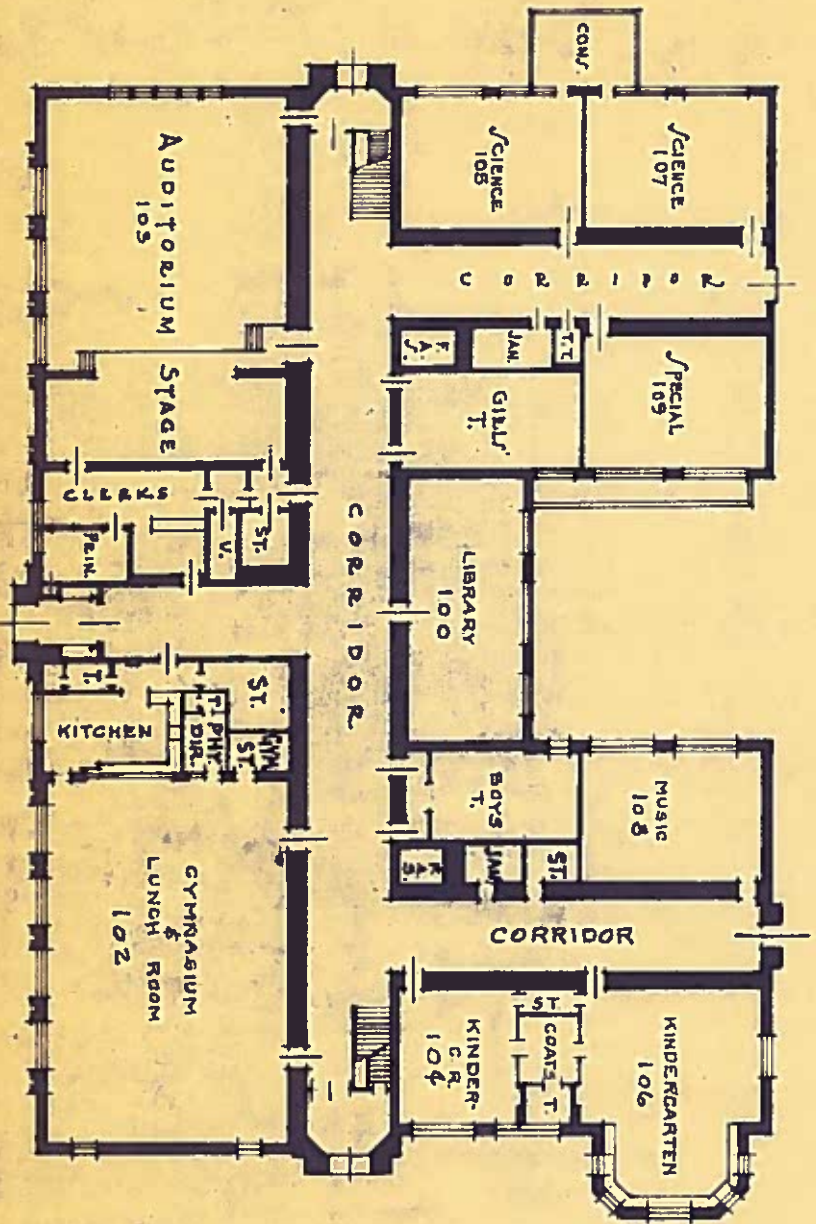 CONS.
SCIENCE
107
SCIENCE
105
CORRIDOR
T.
JAN.
F.A.S.
SPECIAL
109
GIRLS'
T.
LIBRARY
100
MUSIC
108
BOYS
T.
ST.
JAN.
F.A.S.
CORRIDOR
KINDERGARTEN
106
ST.
COATS
T.
KINDER-
C.R.
104
CORRIDOR
AUDITORIUM
103
STAGE
CLERKS
ST.
V.
PRIN.
ST.
GYM
ST.
T.
PHY.
DIR.
T.
KITCHEN
GYMNASIUM
&
LUNCH ROOM
102